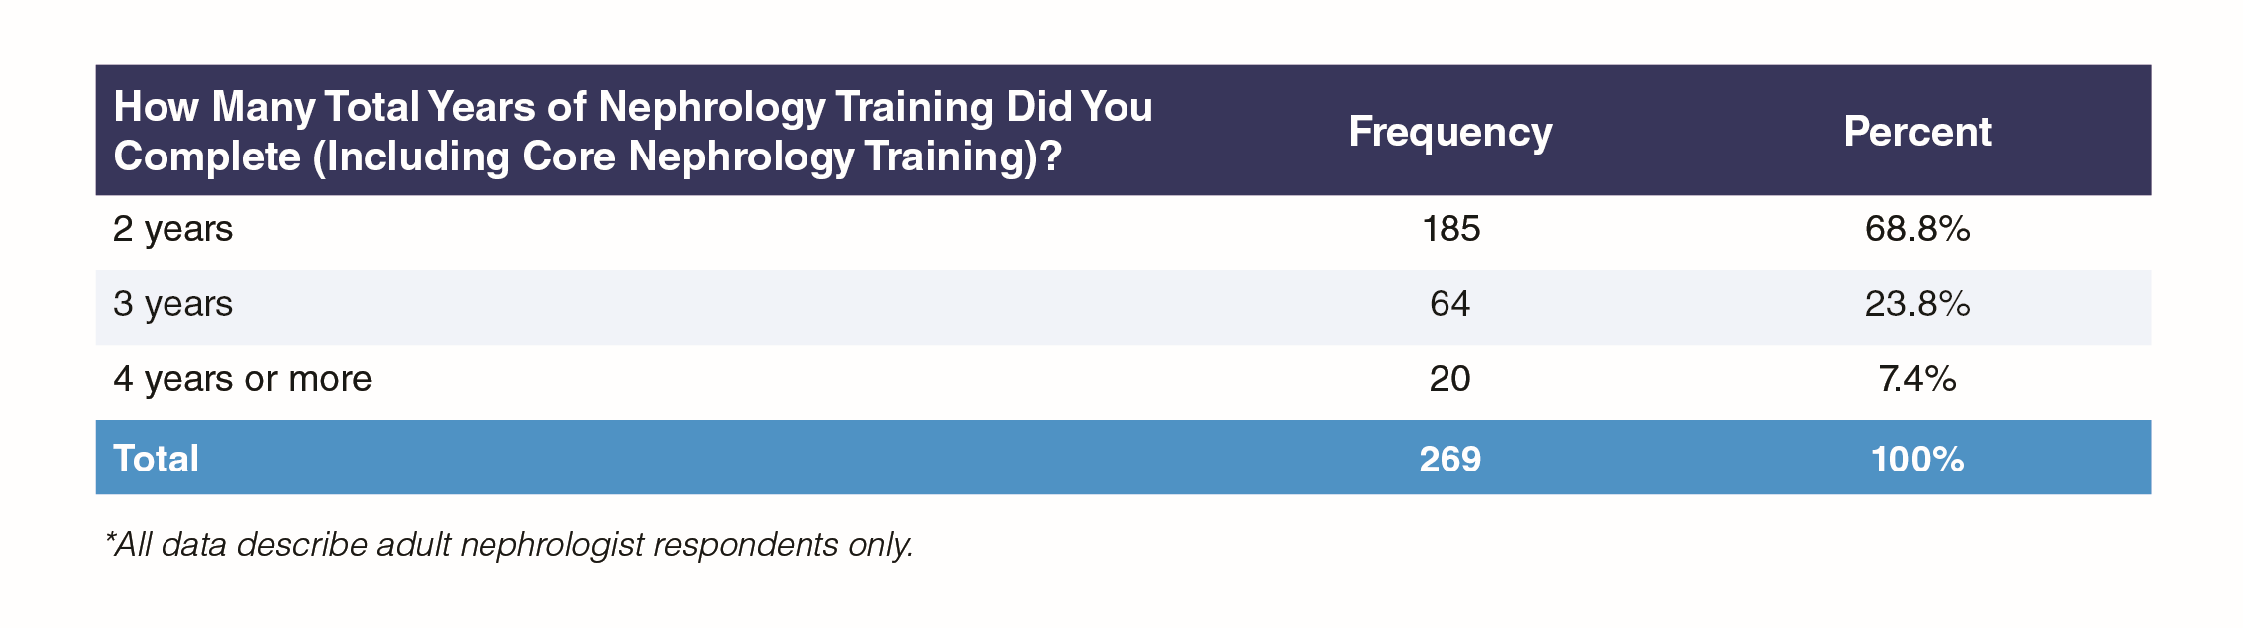 How Many Total Years of Nephrology Training Did You
Complete (Including Core Nephrology Training)? Frequency Percent
2 years 185 68.8%
3 years 64 23.8%
4 years or more 20 7.4%
Total 269 100%
*All data describe adult nephrologist respondents only.